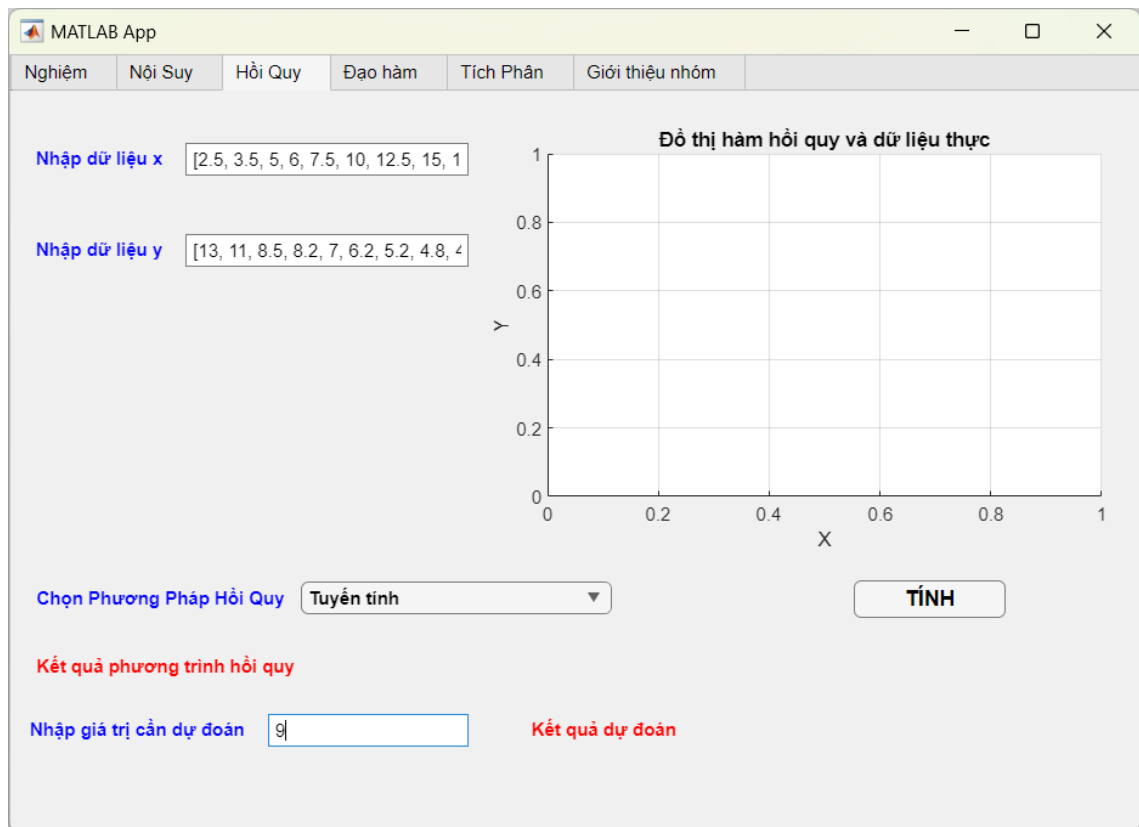 MATLAB App
Nghiệm Nội Suy Hồi Quy Đạo hàm Tích Phân Giới thiệu nhóm
Nhập dữ liệu x [2.5, 3.5, 5, 6, 7.5, 10, 12.5, 15, 1
Nhập dữ liệu y [13, 11, 8.5, 8.2, 7, 6.2, 5.2, 4.8, 4
Đồ thị hàm hồi quy và dữ liệu thực
1
0.8
0.6
Y
0.4
0.2
0
0 0.2 0.4 0.6 0.8 1
X
Chọn Phương Pháp Hồi Quy Tuyến tính TÍNH
Kết quả phương trình hồi quy
Nhập giá trị cần dự đoán 9 Kết quả dự đoán